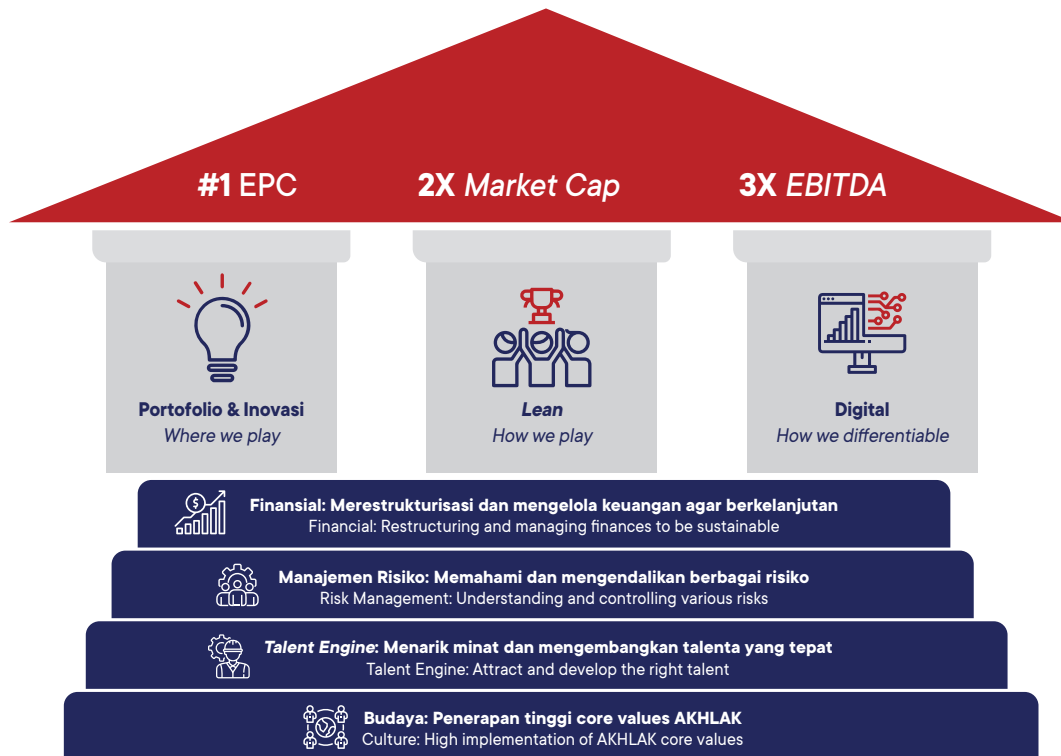 #1 EPC
2X Market Cap
3X EBITDA
Portofolio & Inovasi
Where we play
Lean
How we play
Digital
How we differentiable
$
Finansial: Merestrukturisasi dan mengelola keuangan agar berkelanjutan
Financial: Restructuring and managing finances to be sustainable
Manajemen Risiko: Memahami dan mengendalikan berbagai risiko
Risk Management: Understanding and controlling various risks
Talent Engine: Menarik minat dan mengembangkan talenta yang tepat
Talent Engine: Attract and develop the right talent
Budaya: Penerapan tinggi core values AKHLAK
Culture: High implementation of AKHLAK core values